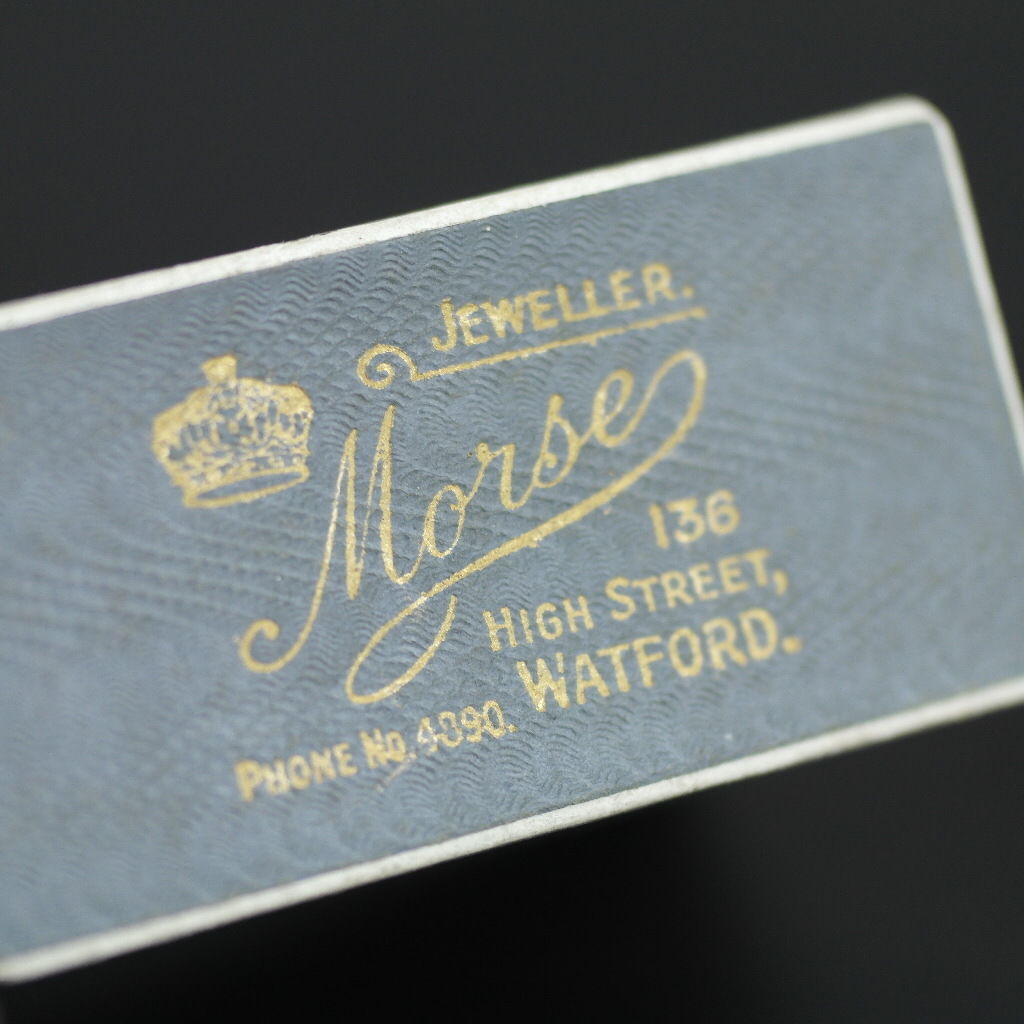 JEWELLER.
Morse
136
HIGH STREET,
WATFORD.
PHONE No. 4090.